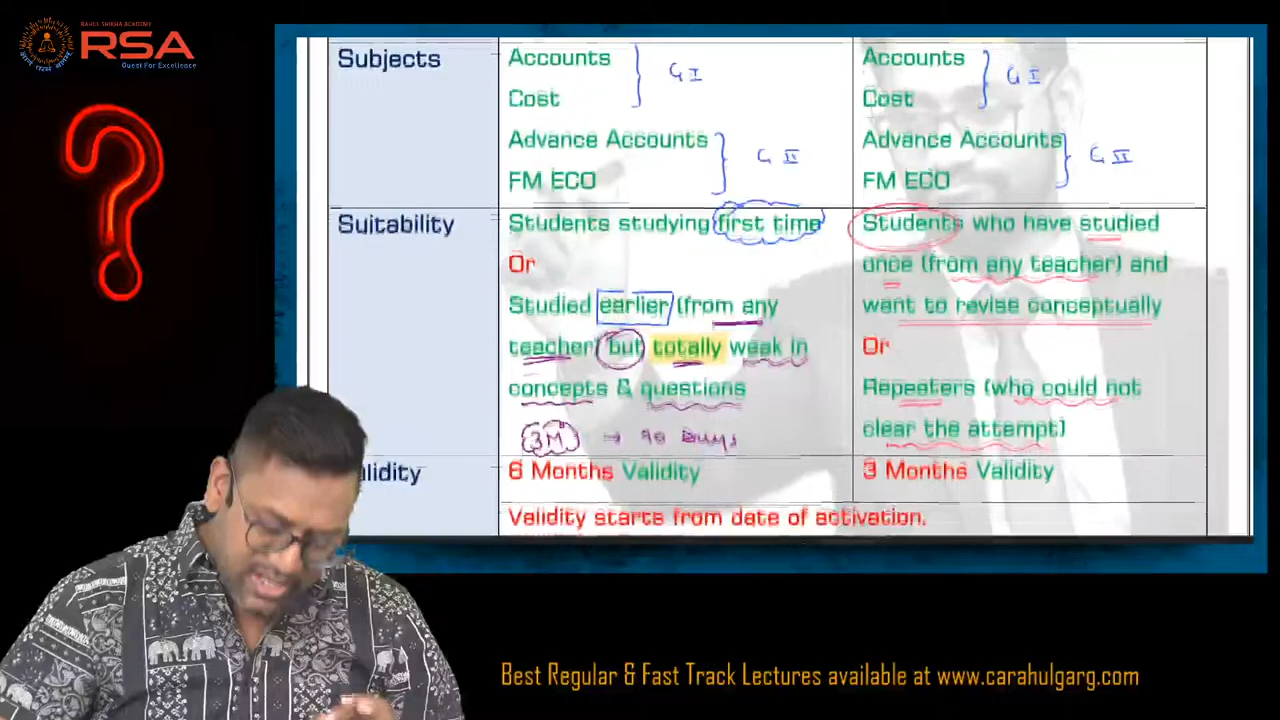 RAHUL SHIKSHA ACADEMY
RSA
Quest For Excellence
Subjects
Accounts
Cost
G I
Advance Accounts
FM ECO
G II
Accounts
Cost
G I
Advance Accounts
FM ECO
G II
Suitability
Students studying first time
Or
Studied earlier (from any
teacher) but totally weak in
concepts & questions
3M → 90 Days
Students who have studied
once (from any teacher) and
want to revise conceptually
Or
Repeaters (who could not
clear the attempt)
alidity
6 Months Validity
3 Months Validity
Validity starts from date of activation.
Best Regular & Fast Track Lectures available at www.carahulgarg.com